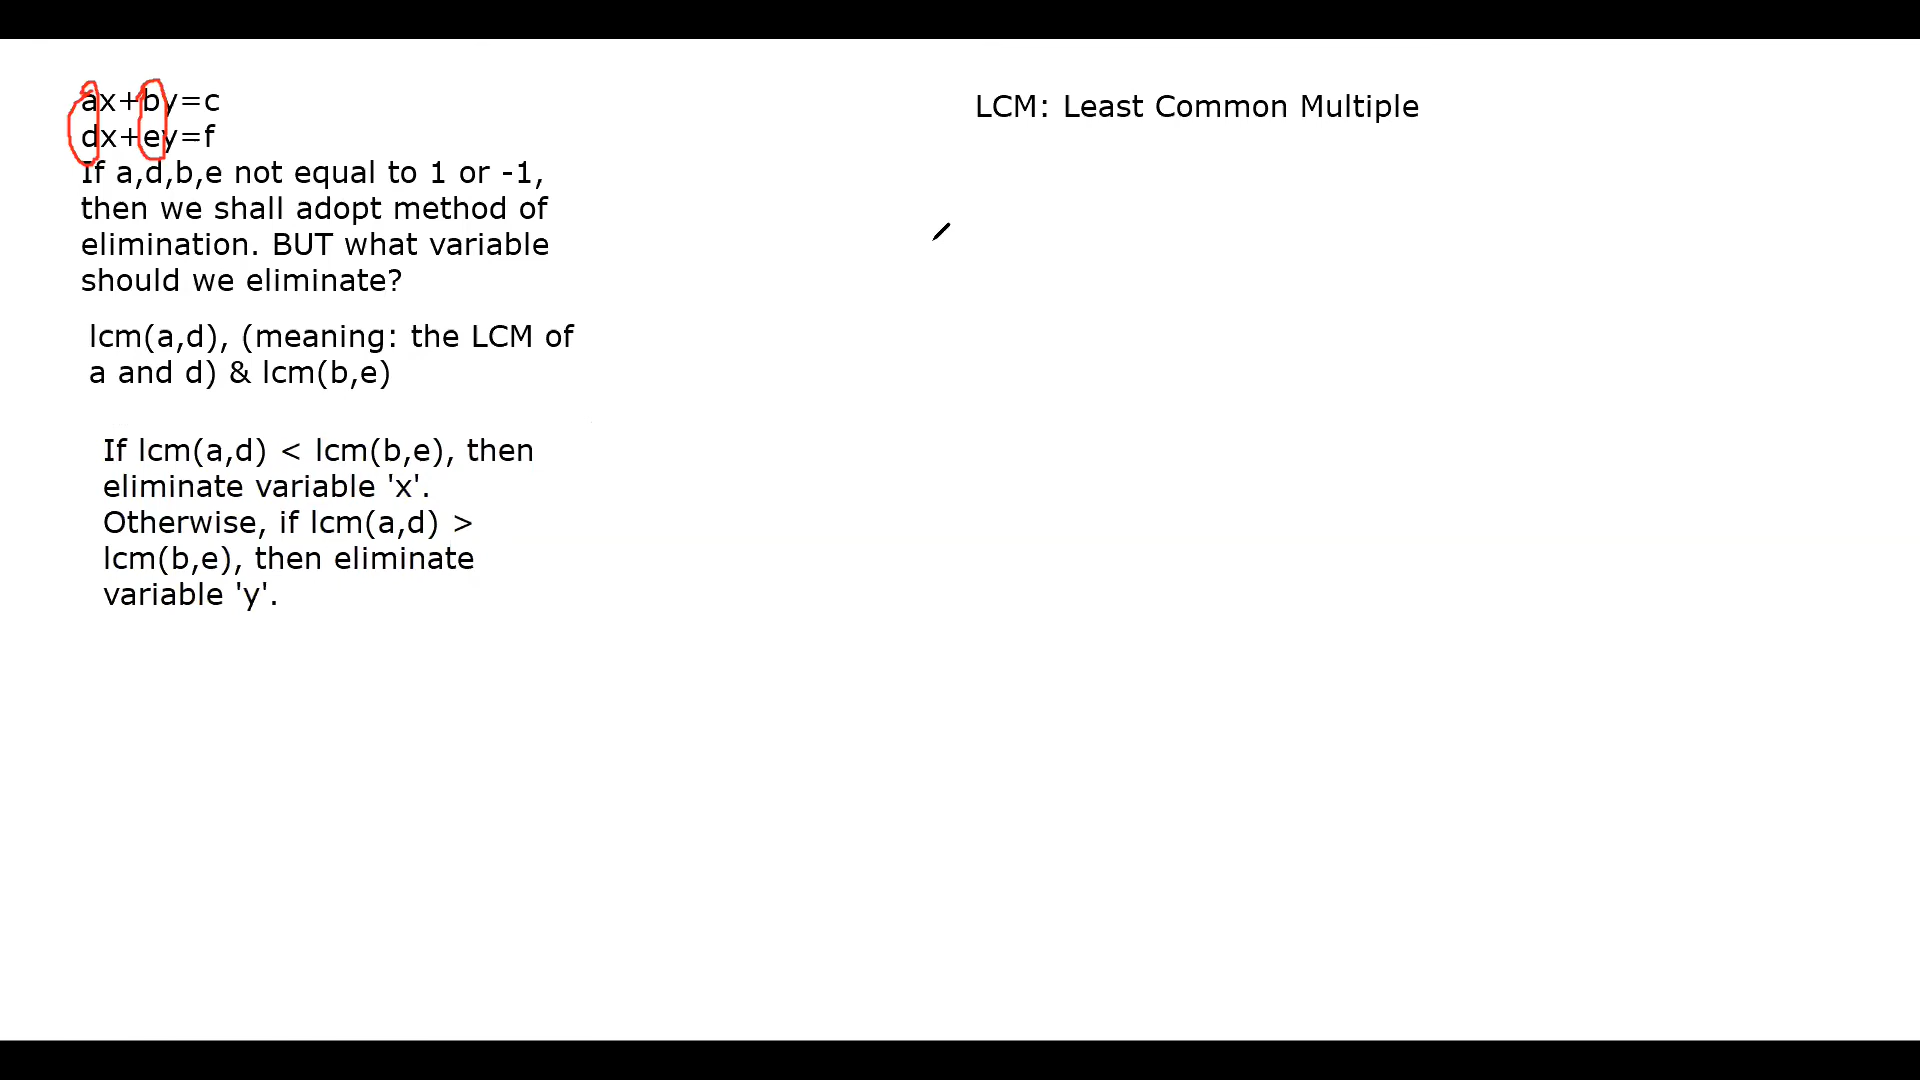 ax+by=c
dx+ey=f
If a,d,b,e not equal to 1 or -1,
then we shall adopt method of
elimination. BUT what variable
should we eliminate?
lcm(a,d), (meaning: the LCM of
a and d) & lcm(b,e)
If lcm(a,d) < lcm(b,e), then
eliminate variable 'x'.
Otherwise, if lcm(a,d) >
lcm(b,e), then eliminate
variable 'y'.
LCM: Least Common Multiple